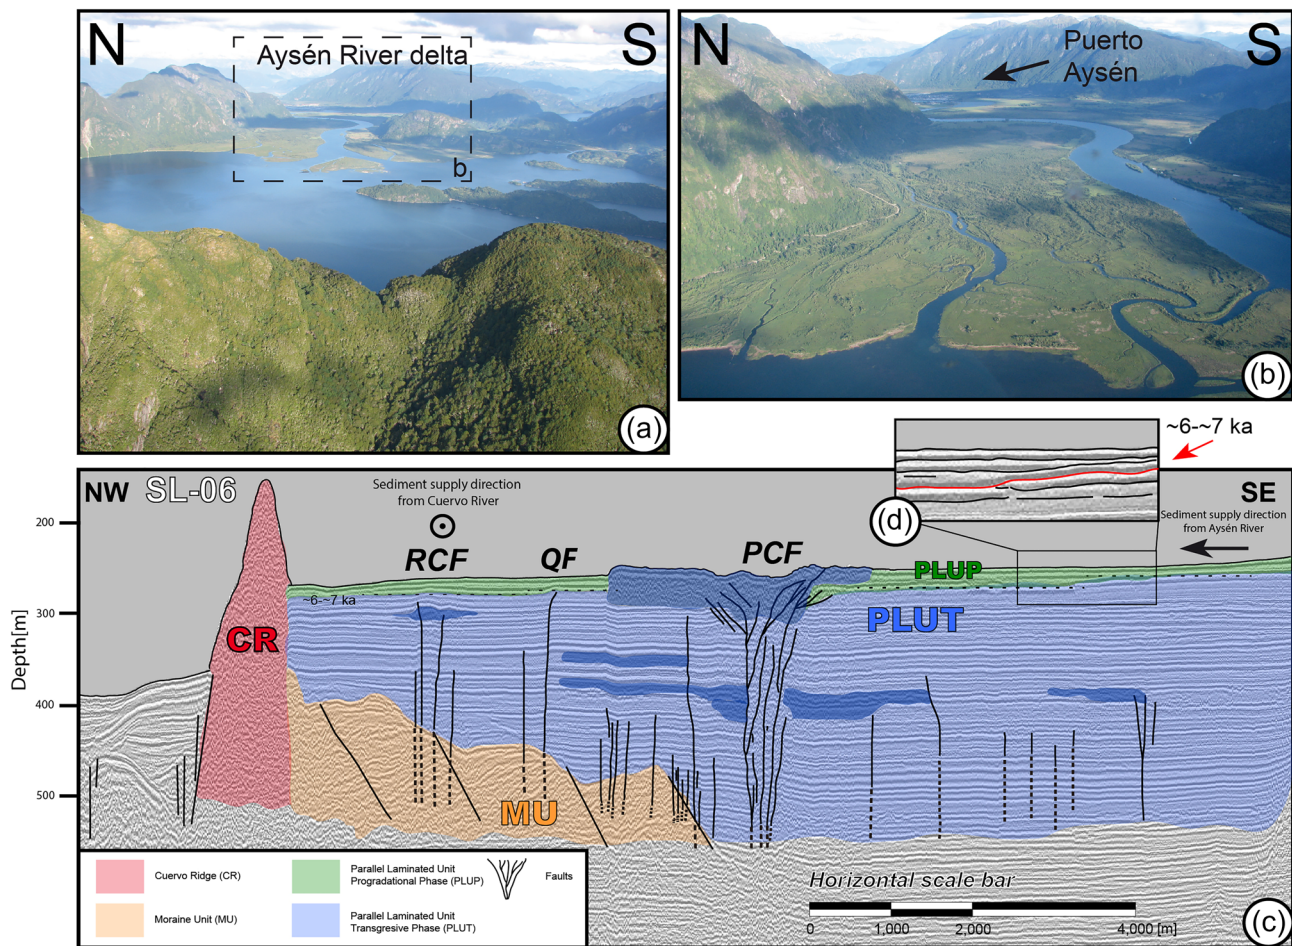 N
Aysén River delta
S
b
(a)
N
Puerto
Aysén
S
(b)
~6-~7 ka
(d)
NW
SL-06
Sediment supply direction
from Cuervo River
SE
Sediment supply direction
from Aysén River
Depth[m]
200
300
400
500
RCF
QF
PCF
PLUP
~6-~7 ka
CR
PLUT
MU
Cuervo Ridge (CR)
Moraine Unit (MU)
Parallel Laminated Unit
Progradational Phase (PLUP)
Parallel Laminated Unit
Transgresive Phase (PLUT)
Faults
Horizontal scale bar
0
1,000
2,000
4,000 [m]
(c)